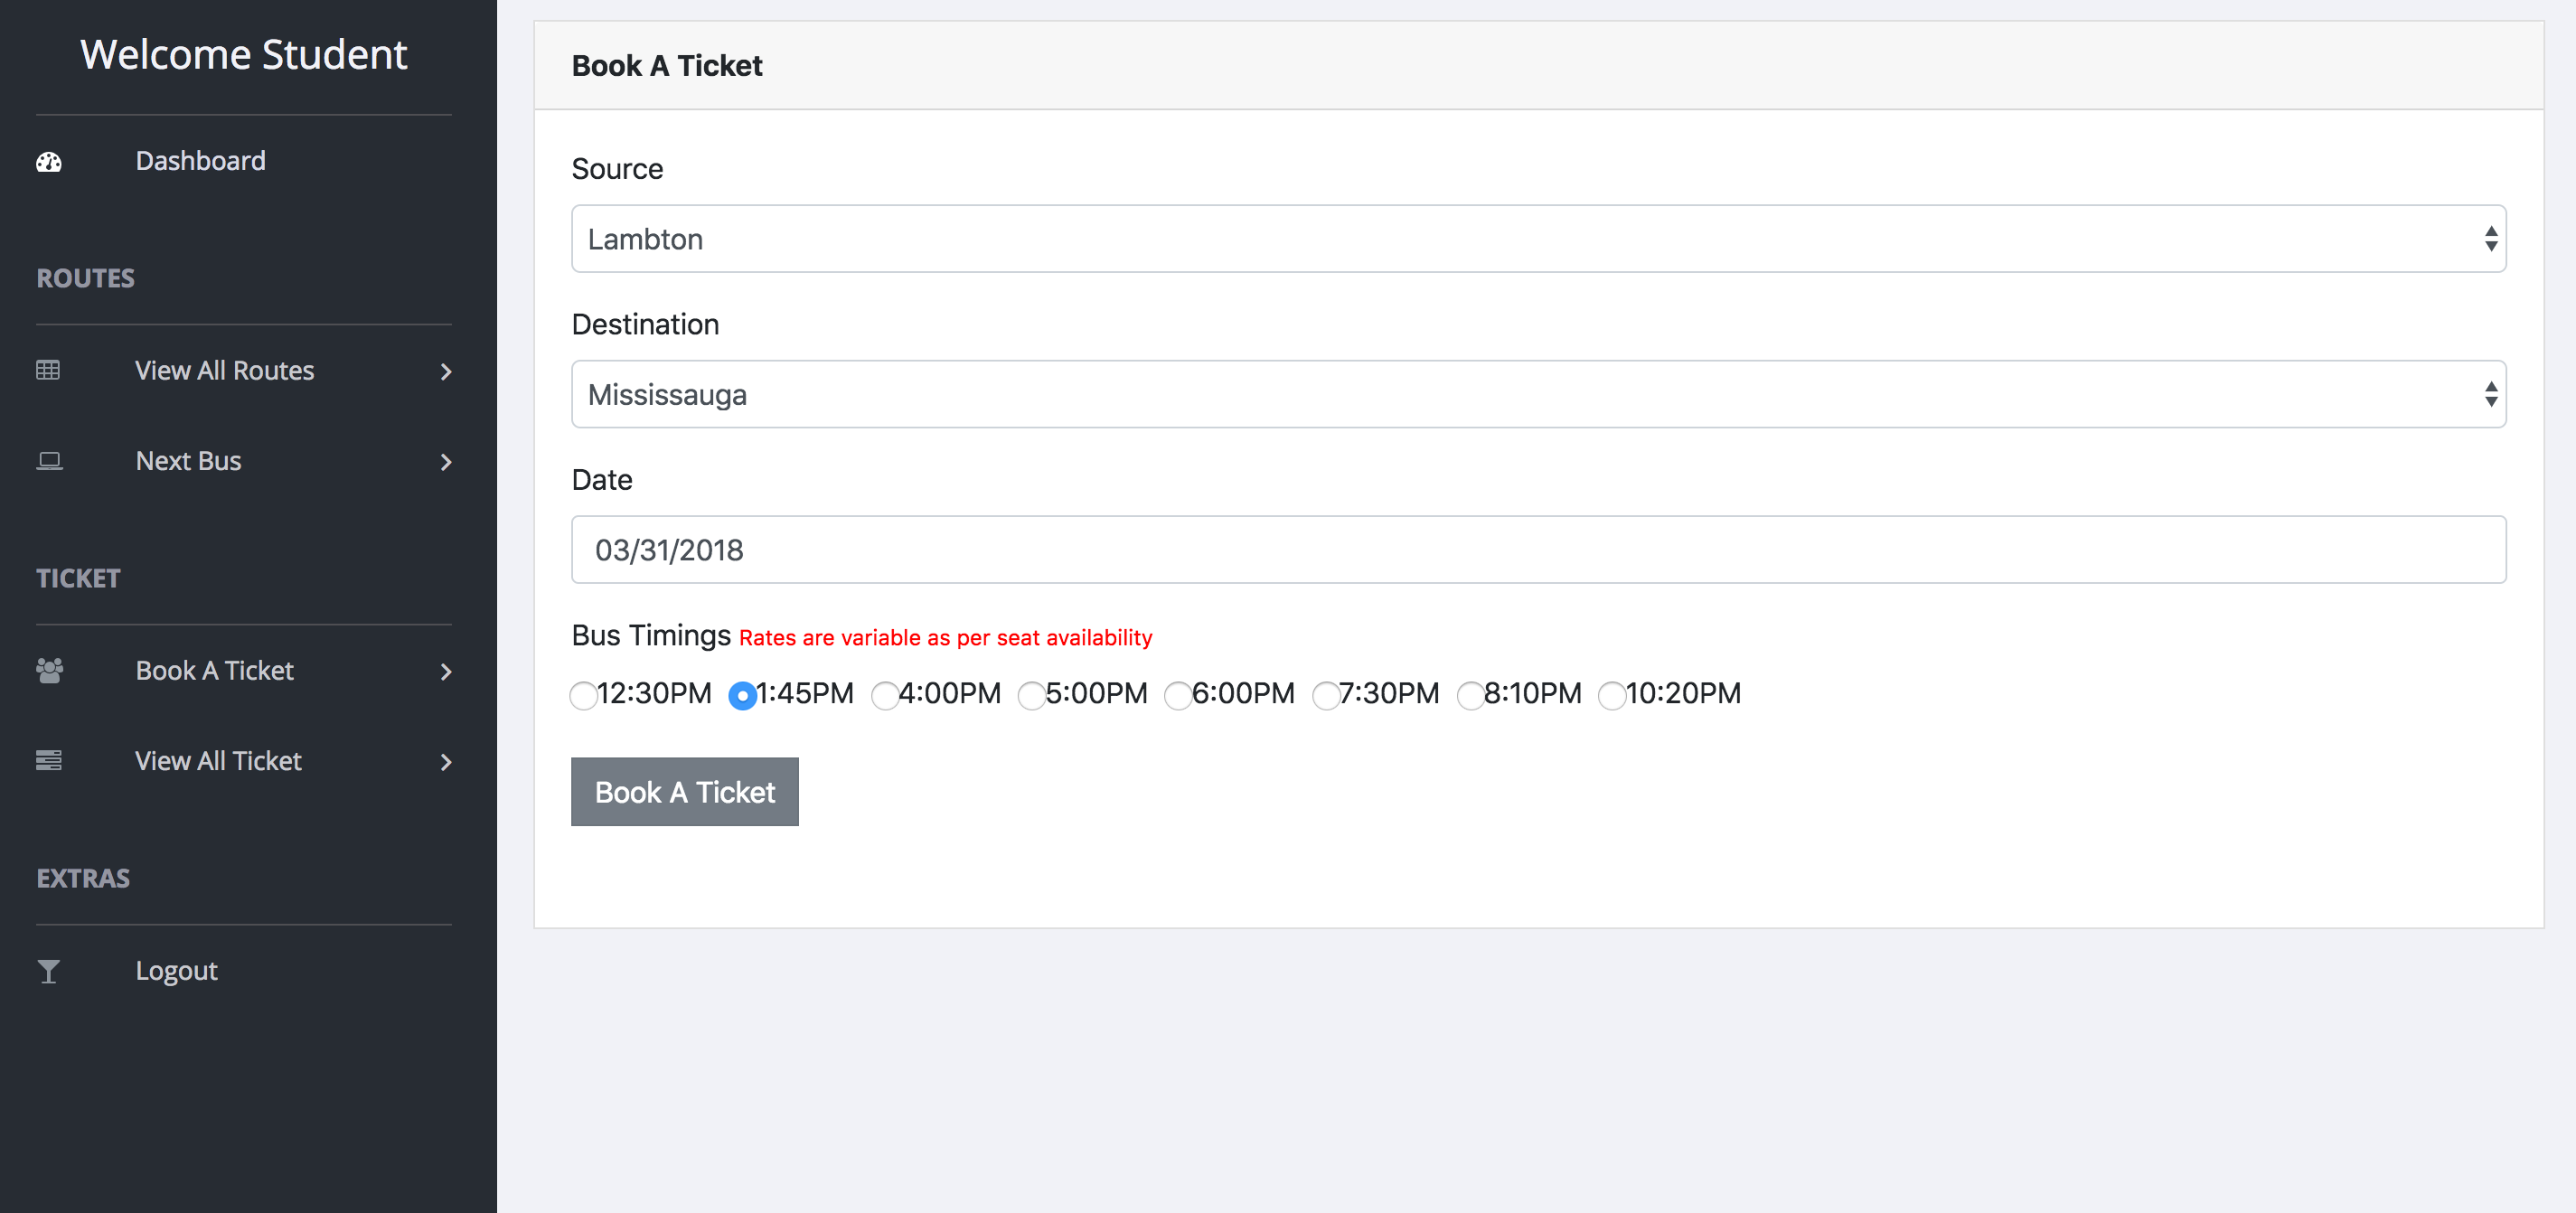 Welcome Student
Dashboard
ROUTES
View All Routes
Next Bus
TICKET
Book A Ticket
View All Ticket
EXTRAS
Logout
Book A Ticket
Source
Lambton
Destination
Mississauga
Date
03/31/2018
Bus Timings Rates are variable as per seat availability
12:30PM 1:45PM 4:00PM 5:00PM 6:00PM 7:30PM 8:10PM 10:20PM
Book A Ticket